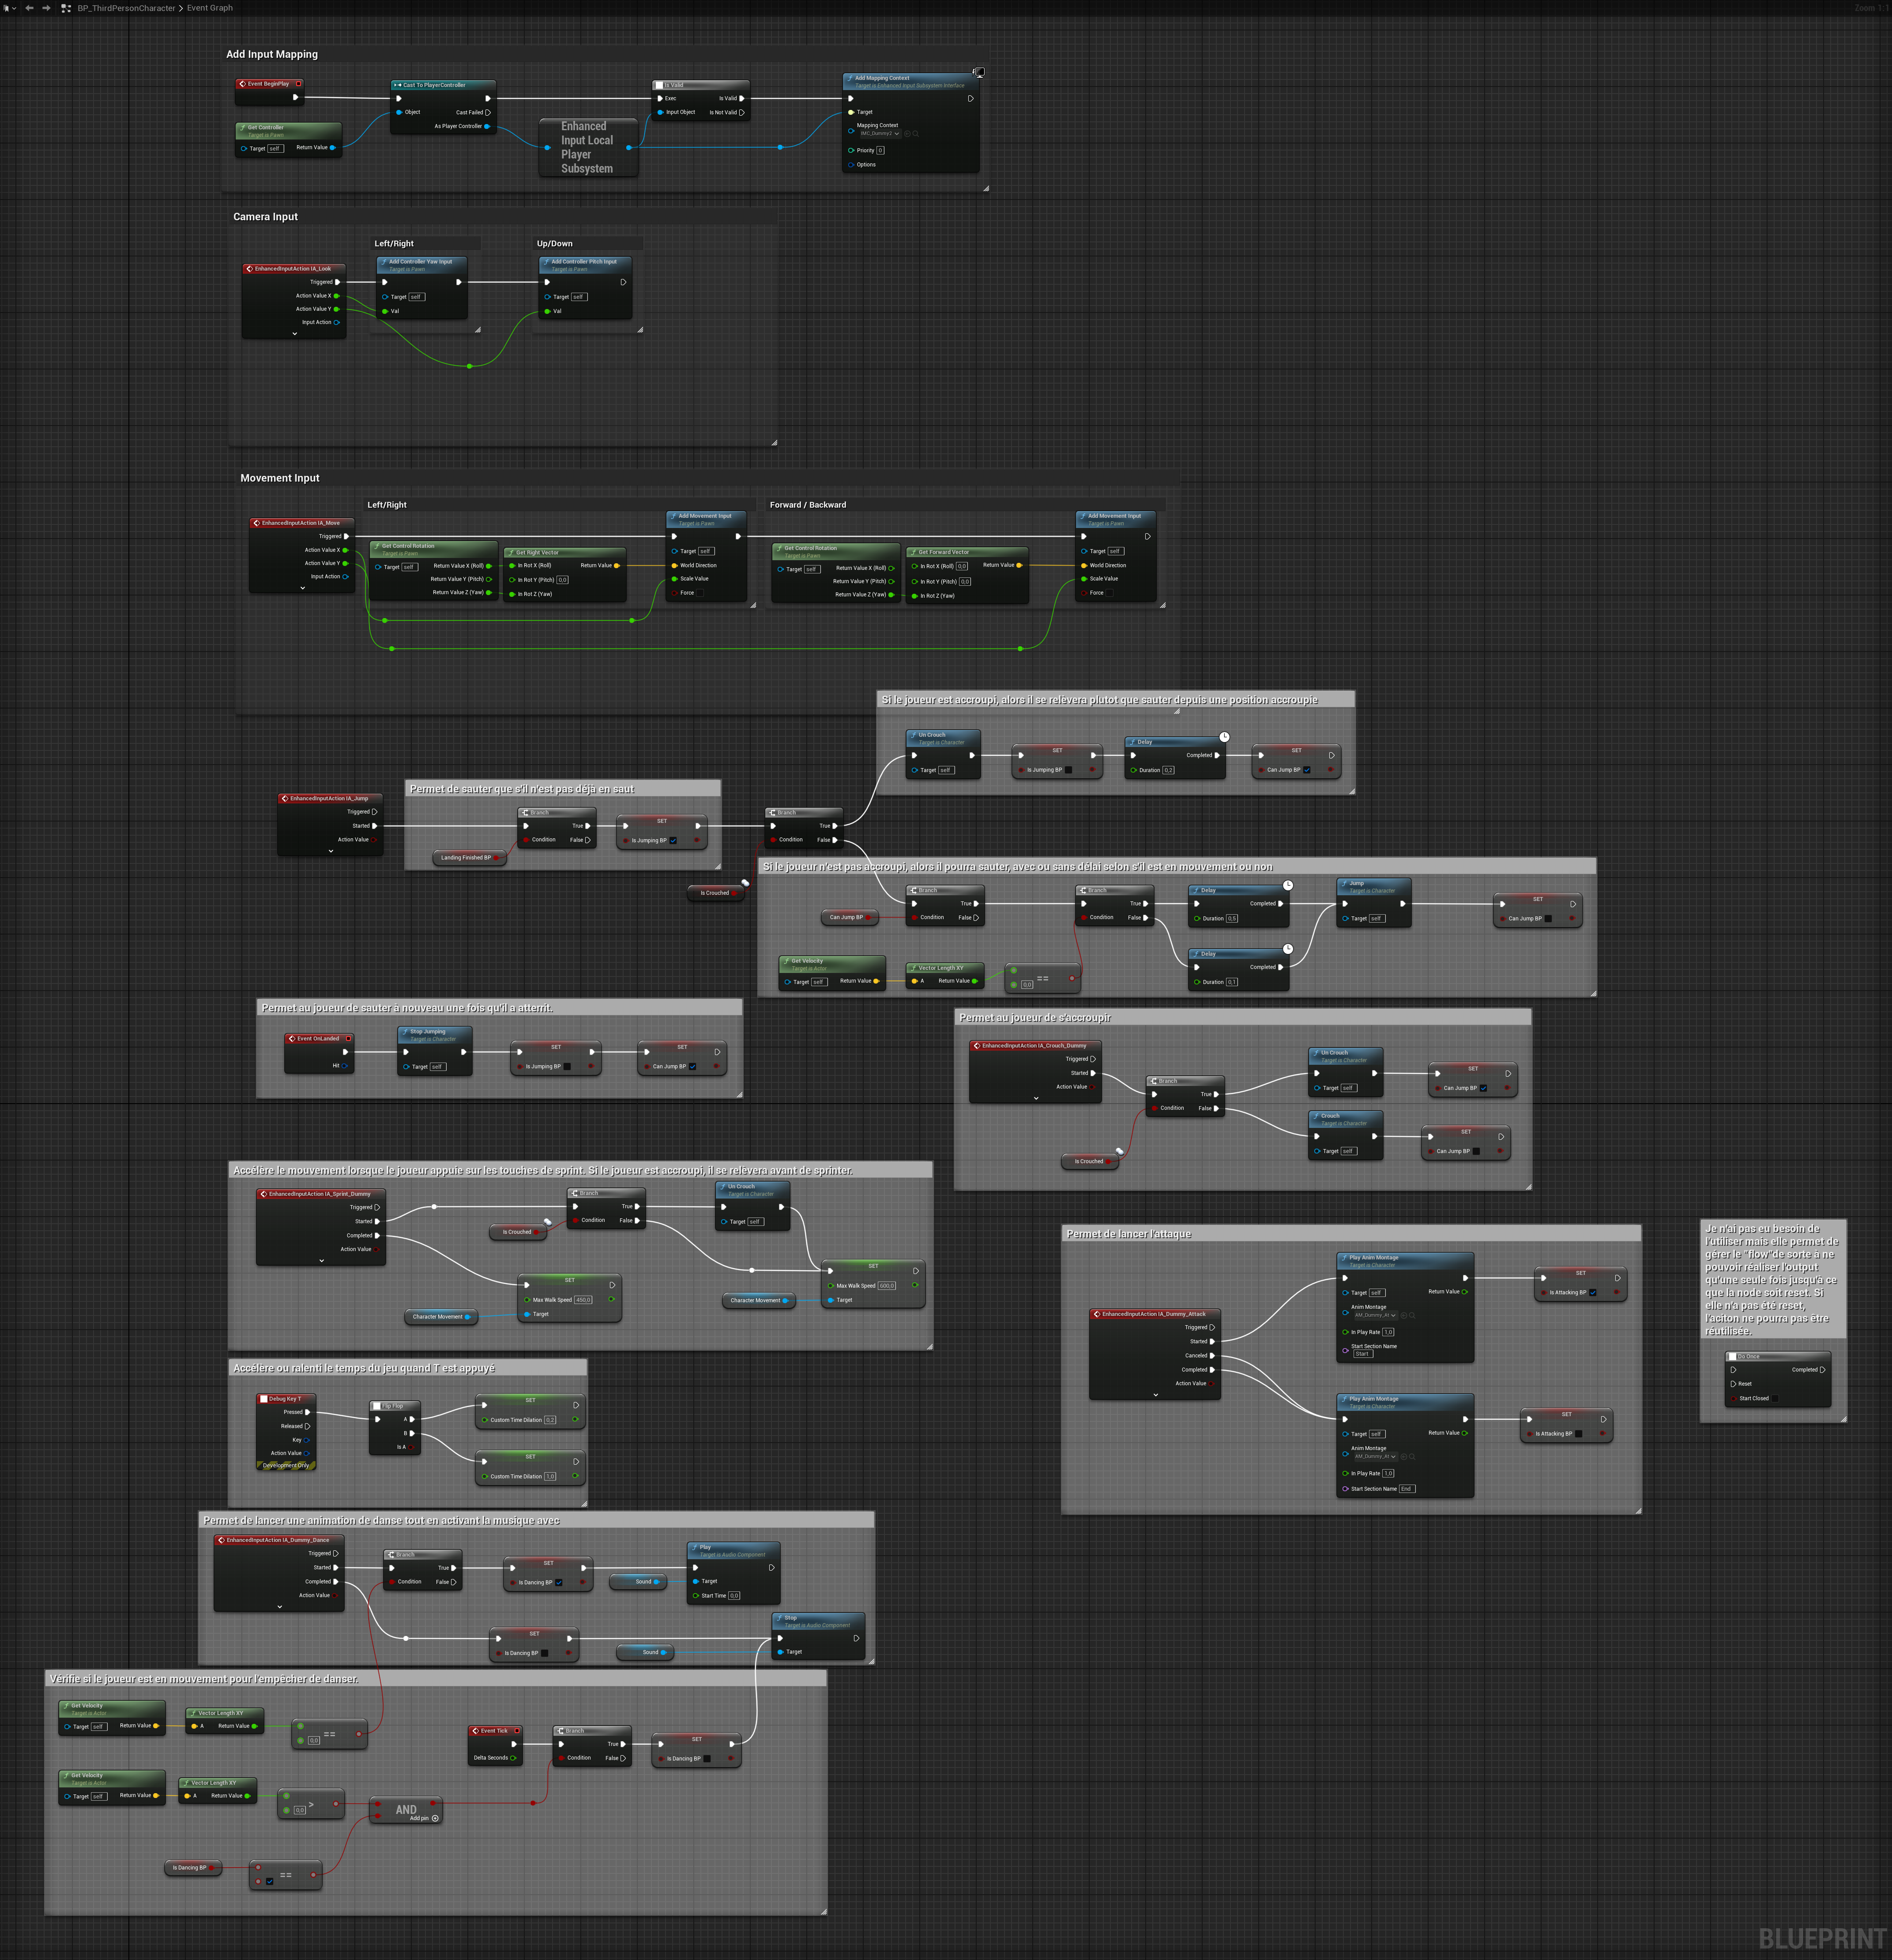 BP_ThirdPersonCharacter > Event Graph
Zoom 1:1
Add Input Mapping
Event BeginPlay
Get Controller
Target is Pawn
Target self
Return Value
Cast To PlayerController
Object
Cast Failed
As Player Controller
Enhanced
Input Local
Player
Subsystem
Is Valid
Exec
Is Valid
Input Object
Is Not Valid
Add Mapping Context
Target is Enhanced Input Subsystem Interface
Target
Mapping Context
Priority 0
Options
Camera Input
EnhancedInputAction IA_Look
Triggered
Action Value X
Action Value Y
Input Action
Left/Right
Add Controller Yaw Input
Target is Pawn
Target self
Val
Up/Down
Add Controller Pitch Input
Target is Pawn
Target self
Val
Movement Input
EnhancedInputAction IA_Move
Triggered
Action Value X
Action Value Y
Input Action
Left/Right
Get Control Rotation
Target is Pawn
Target self
Return Value X (Roll)
Return Value Y (Pitch)
Return Value Z (Yaw)
Get Right Vector
In Rot X (Roll)
Return Value
In Rot Y (Pitch) 0,0
In Rot Z (Yaw)
Add Movement Input
Target is Pawn
Target self
World Direction
Scale Value
Force
Forward / Backward
Get Control Rotation
Target is Pawn
Target self
Return Value X (Roll)
Return Value Y (Pitch)
Return Value Z (Yaw)
Get Forward Vector
In Rot X (Roll) 0,0
Return Value
In Rot Y (Pitch) 0,0
In Rot Z (Yaw)
Add Movement Input
Target is Pawn
Target self
World Direction
Scale Value
Force
Si le joueur est accroupi, alors il se relèvera plutot que sauter depuis une position accroupie
Un Crouch
Target is Character
Target self
SET
Is Jumping BP
Delay
Completed
Duration 0,2
SET
Can Jump BP
EnhancedInputAction IA_Jump
Triggered
Started
Action Value
Permet de sauter que s'il n'est pas déjà en saut
Branch
True
Condition
False
Landing Finished BP
SET
Is Jumping BP
Branch
True
Condition
False
Is Crouched
Si le joueur n'est pas accroupi, alors il pourra sauter, avec ou sans délai selon s'il est en mouvement ou non
Can Jump BP
Branch
True
Condition
False
Branch
True
Condition
False
Delay
Completed
Duration 0,5
Jump
Target is Character
Target self
SET
Can Jump BP
Get Velocity
Target is Actor
Target self
Return Value
Vector Length XY
A
Return Value
0,0
==
Delay
Completed
Duration 0,1
Permet au joueur de sauter à nouveau une fois qu'il a atterrit.
Event OnLanded
Hit
Stop Jumping
Target is Character
Target self
SET
Is Jumping BP
SET
Can Jump BP
Permet au joueur de s'accroupir
EnhancedInputAction IA_Crouch_Dummy
Triggered
Started
Action Value
Branch
True
Condition
False
Is Crouched
Un Crouch
Target is Character
Target self
SET
Can Jump BP
Crouch
Target is Character
Target self
SET
Can Jump BP
Accélère le mouvement lorsque le joueur appuie sur les touches de sprint. Si le joueur est accroupi, il se relèvera avant de sprinter.
EnhancedInputAction IA_Sprint_Dummy
Triggered
Started
Completed
Action Value
Is Crouched
Branch
True
Condition
False
Un Crouch
Target is Character
Target self
SET
Max Walk Speed 490,0
Target
Character Movement
SET
Max Walk Speed 600,0
Target
Character Movement
Permet de lancer l'attaque
EnhancedInputAction IA_Dummy_Attack
Triggered
Started
Canceled
Completed
Action Value
Play Anim Montage
Target is Character
Target self
Return Value
Anim Montage
In Play Rate 1,0
Start Section Name
Start
SET
Is Attacking BP
Play Anim Montage
Target is Character
Target self
Return Value
Anim Montage
In Play Rate 1,0
Start Section Name End
SET
Is Attacking BP
Je n'ai pas eu besoin de
l'utiliser mais elle permet de
gérer le "flow"de sorte à ne
pouvoir réaliser l'output
qu'une seule fois jusqu'à ce
que la node soit reset. Si
elle n'a pas été reset,
l'aciton ne pourra pas être
réutilisée.
Do Once
Completed
Reset
Start Closed
Accélère ou ralenti le temps du jeu quand T est appuyé
Debug Key T
Pressed
Released
Key
Action Value
Development Only
Flip Flop
A
B
Is A
SET
Custom Time Dilation 0,2
SET
Custom Time Dilation 1,0
Permet de lancer une animation de danse tout en activant la musique avec
EnhancedInputAction IA_Dummy_Dance
Triggered
Started
Completed
Action Value
Branch
True
Condition
False
SET
Is Dancing BP
Sound
Play
Target is Audio Component
Target
Start Time 0,0
SET
Is Dancing BP
Sound
Stop
Target is Audio Component
Target
Vérifie si le joueur est en mouvement pour l'empêcher de danser.
Get Velocity
Target is Actor
Target self
Return Value
Vector Length XY
A
Return Value
0,0
==
Event Tick
Delta Seconds
Branch
True
Condition
False
SET
Is Dancing BP
Get Velocity
Target is Actor
Target self
Return Value
Vector Length XY
A
Return Value
0,0
>
AND
Add pin
Is Dancing BP
==
BLUEPRINT